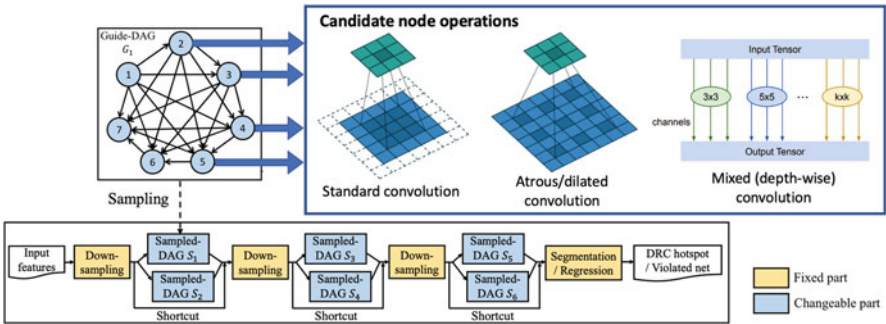 Guide-DAG
G₁
1
2
3
4
5
6
7
Sampling
Candidate node operations
Standard convolution
Atrous/dilated
convolution
Input Tensor
3x3
5x5
...
kxk
channels
Output Tensor
Mixed (depth-wise)
convolution
Input
features
Down-
sampling
Sampled-
DAG S₁
Sampled-
DAG S₂
Shortcut
Down-
sampling
Sampled-
DAG S₃
Sampled-
DAG S₄
Shortcut
Down-
sampling
Sampled-
DAG S₅
Sampled-
DAG S₆
Shortcut
Segmentation
/ Regression
DRC hotspot
/ Violated net
Fixed part
Changeable part